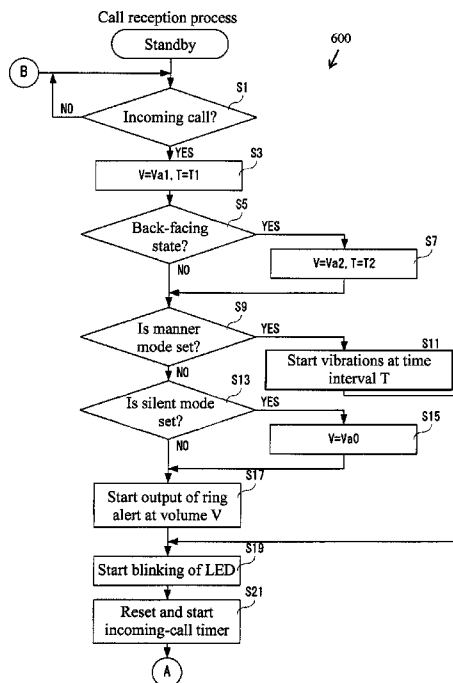 Call reception process
600
Standby
B
S1
Incoming call?
NO
YES
S3
V=Va1, T=T1
S5
Back-facing
state?
YES
NO
S7
V=Va2, T=T2
S9
Is manner
mode set?
YES
NO
S11
Start vibrations at time
interval T
S13
Is silent mode
set?
YES
NO
S15
V=Va0
S17
Start output of ring
alert at volume V
S19
Start blinking of LED
S21
Reset and start
incoming-call timer
A